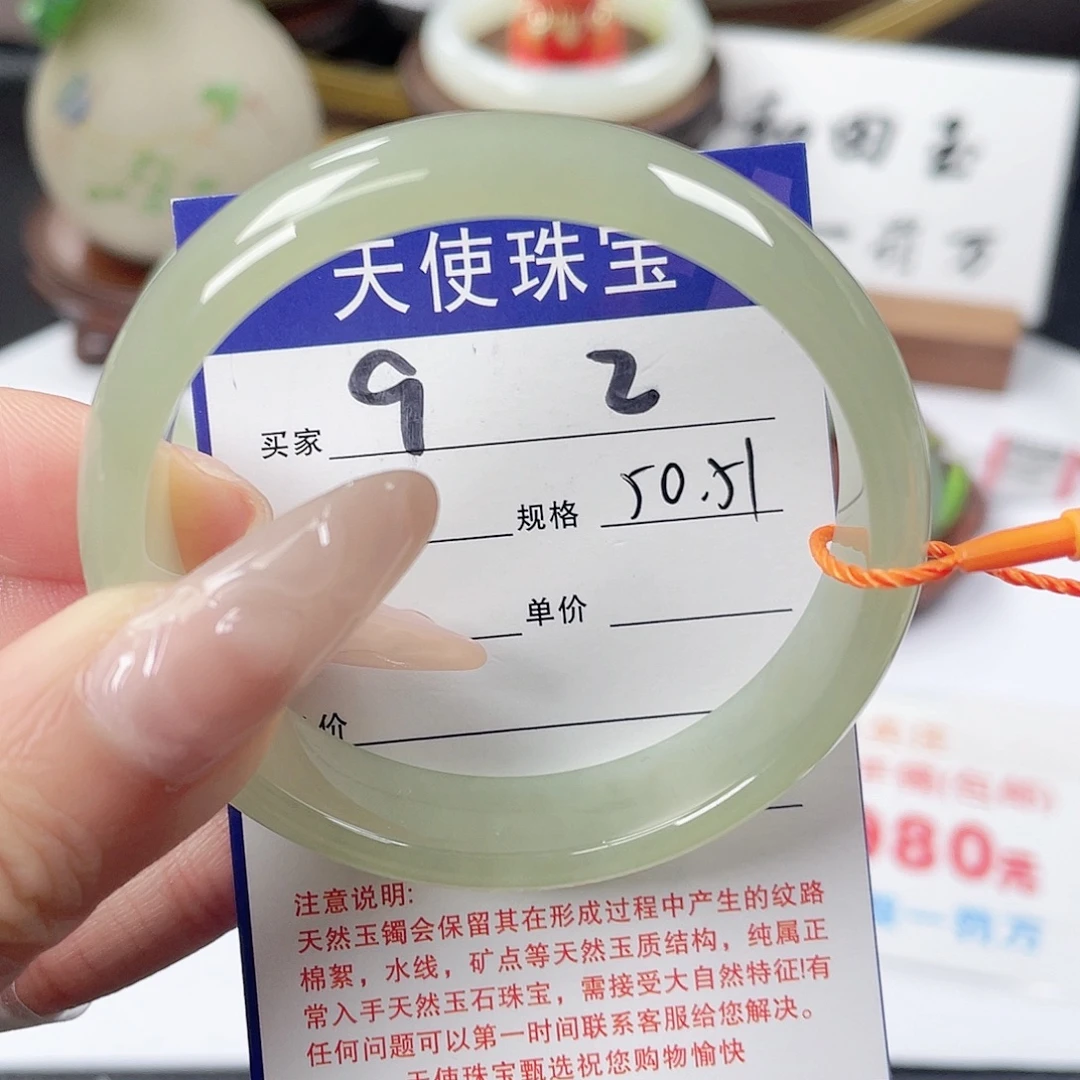 和田玉
一荷万
天使珠宝
买家 9 2
规格 50.51
单价
价
980元
注意说明:
天然玉镯会保留其在形成过程中产生的纹路
棉絮，水线，矿点等天然玉质结构，纯属正
常入手天然玉石珠宝，需接受大自然特征!有
任何问题可以第一时间联系客服给您解决。
天使珠宝甄选祝您购物愉快